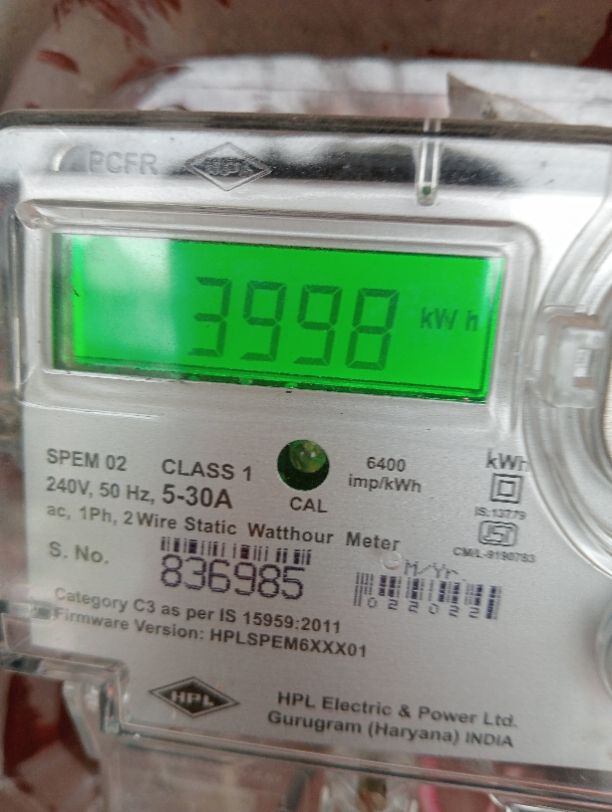 PCFR
3998 kWh
SPEM 02 CLASS 1
240V, 50 Hz, 5-30A
CAL
6400
imp/kWh
kWh
IS:13779
ISI
CM/L-9190783
ac, 1Ph, 2 Wire Static Watthour Meter
S. No.
836985
M/Yr.
022022
Category C3 as per IS 15959:2011
Firmware Version: HPLSPEM6XXX01
HPL
HPL Electric & Power Ltd.
Gurugram (Haryana) INDIA